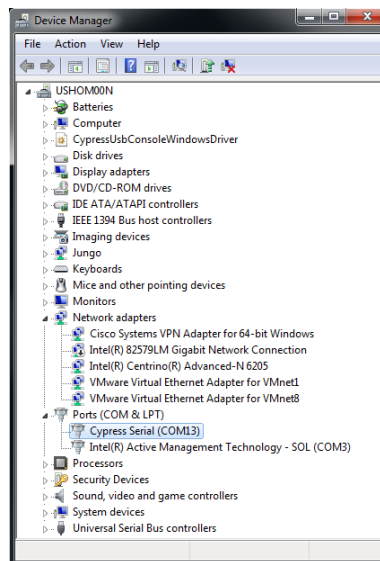 Device Manager
File Action View Help
USHOM00N
Batteries
Computer
CypressUsbConsoleWindowsDriver
Disk drives
Display adapters
DVD/CD-ROM drives
IDE ATA/ATAPI controllers
IEEE 1394 Bus host controllers
Imaging devices
Jungo
Keyboards
Mice and other pointing devices
Monitors
Network adapters
Cisco Systems VPN Adapter for 64-bit Windows
Intel(R) 82579LM Gigabit Network Connection
Intel(R) Centrino(R) Advanced-N 6205
VMware Virtual Ethernet Adapter for VMnet1
VMware Virtual Ethernet Adapter for VMnet8
Ports (COM & LPT)
Cypress Serial (COM13)
Intel(R) Active Management Technology - SOL (COM3)
Processors
Security Devices
Sound, video and game controllers
System devices
Universal Serial Bus controllers